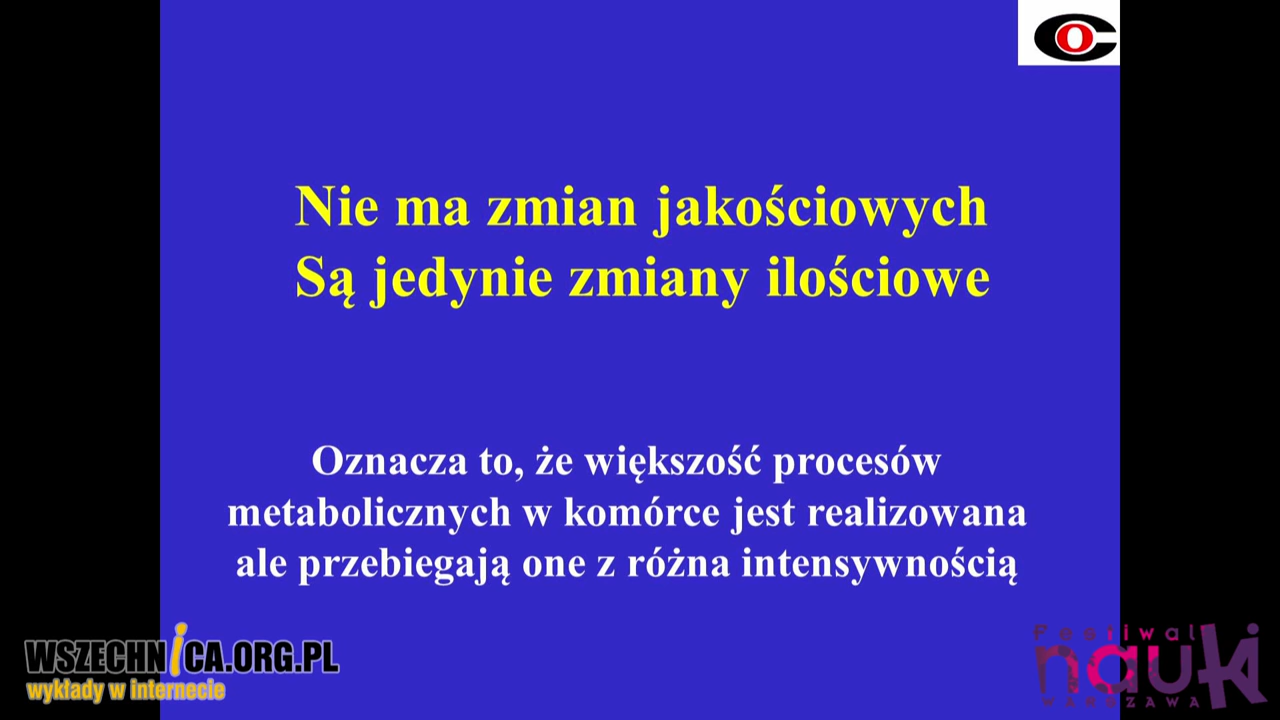 Nie ma zmian jakościowych
Są jedynie zmiany ilościowe
Oznacza to, że większość procesów
metabolicznych w komórce jest realizowana
ale przebiegają one z różna intensywnością
WSZECHNiCA.ORG.PL
wykłady w internecie
Festiwal
nauki
WARSZAWA